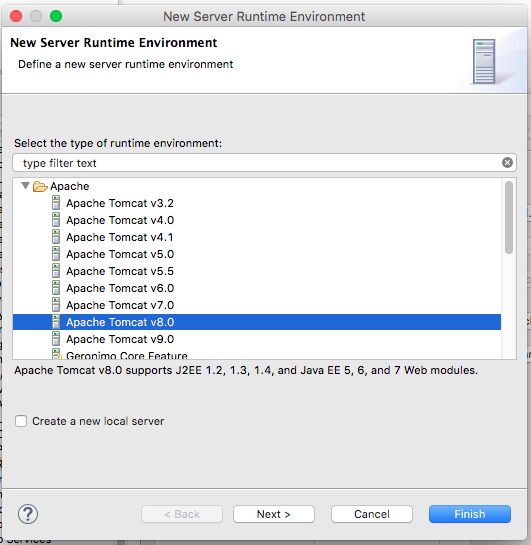 New Server Runtime Environment
New Server Runtime Environment
Define a new server runtime environment
Select the type of runtime environment:
type filter text
Apache
Apache Tomcat v3.2
Apache Tomcat v4.0
Apache Tomcat v4.1
Apache Tomcat v5.0
Apache Tomcat v5.5
Apache Tomcat v6.0
Apache Tomcat v7.0
Apache Tomcat v8.0
Apache Tomcat v9.0
Geronimo Core Feature
Apache Tomcat v8.0 supports J2EE 1.2, 1.3, 1.4, and Java EE 5, 6, and 7 Web modules.
Create a new local server
? < Back Next > Cancel Finish
Services